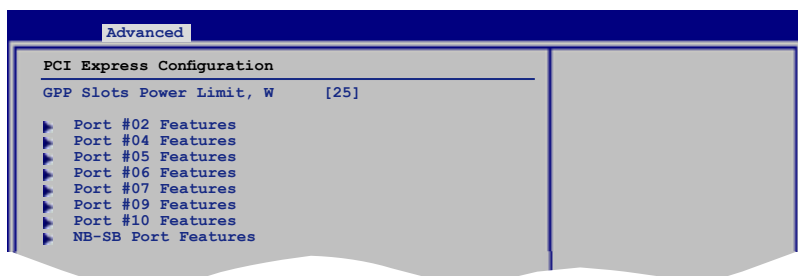 Advanced
PCI Express Configuration
GPP Slots Power Limit, W [25]
Port #02 Features
Port #04 Features
Port #05 Features
Port #06 Features
Port #07 Features
Port #09 Features
Port #10 Features
NB-SB Port Features